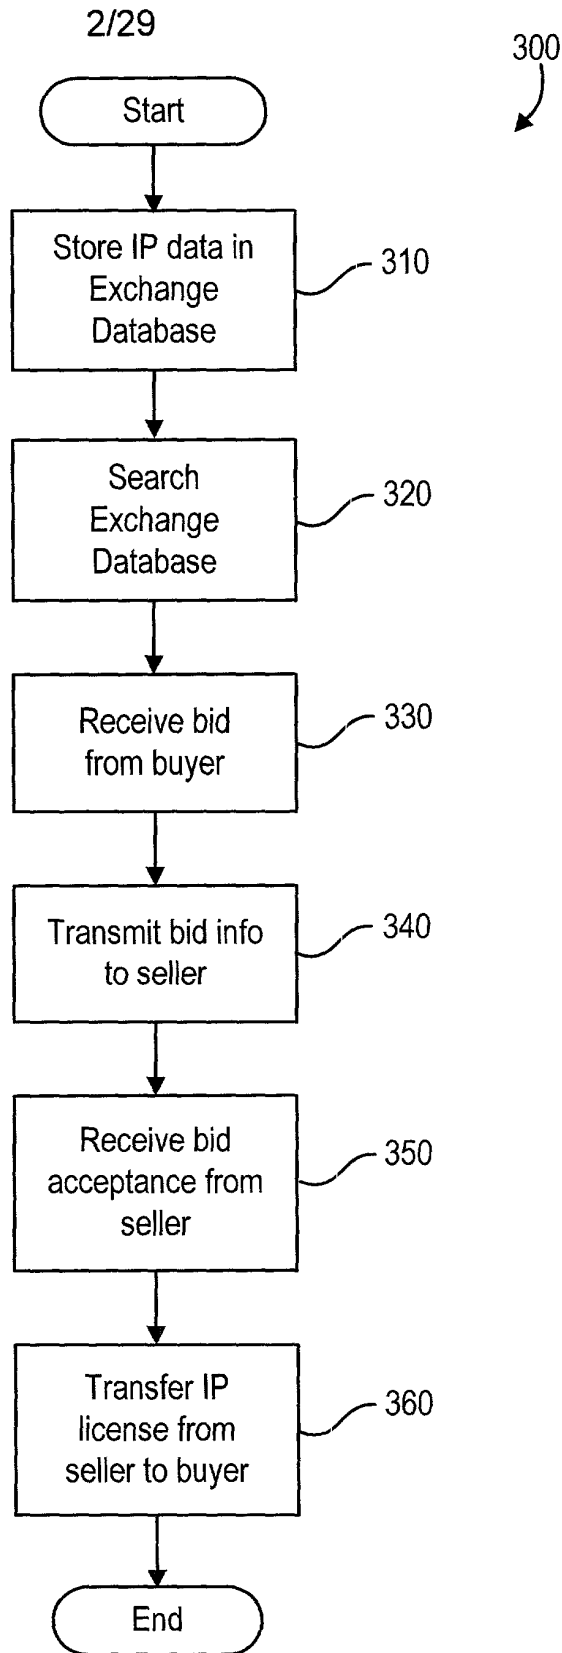 2/29
300
Start
Store IP data in
Exchange
Database
310
Search
Exchange
Database
320
Receive bid
from buyer
330
Transmit bid info
to seller
340
Receive bid
acceptance from
seller
350
Transfer IP
license from
seller to buyer
360
End